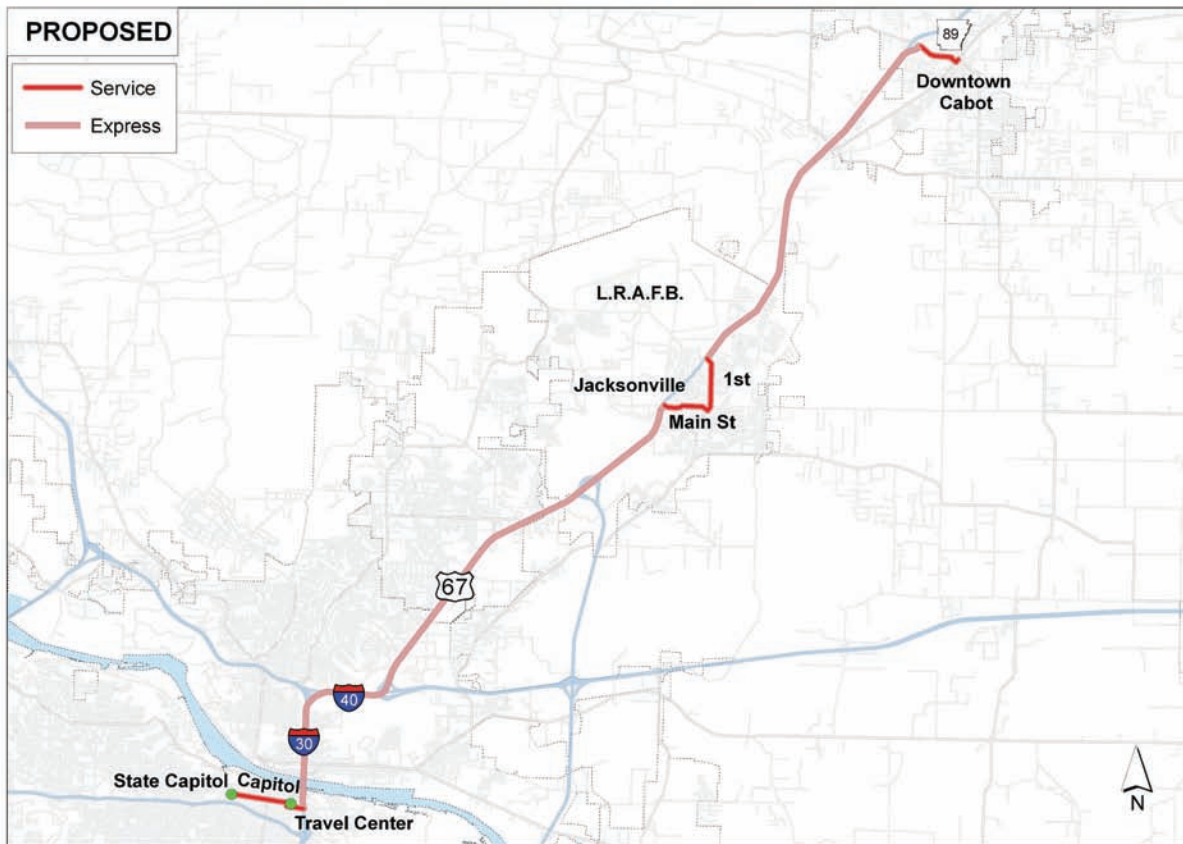 PROPOSED
Service
Express
89
Downtown
Cabot
L.R.A.F.B.
Jacksonville
1st
Main St
67
40
30
State Capitol
Capitol
Travel Center
N